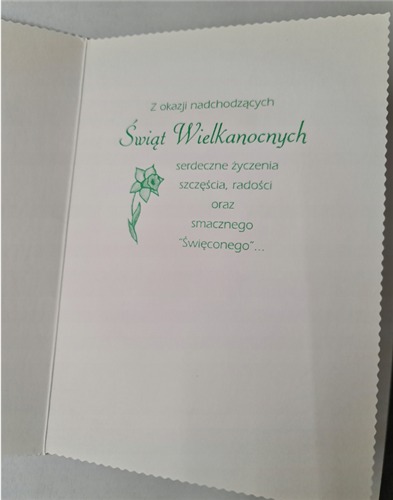 Z okazji nadchodzących
Świąt Wielkanocnych
serdeczne życzenia
szczęścia, radości
oraz
smacznego
"Święconego"...